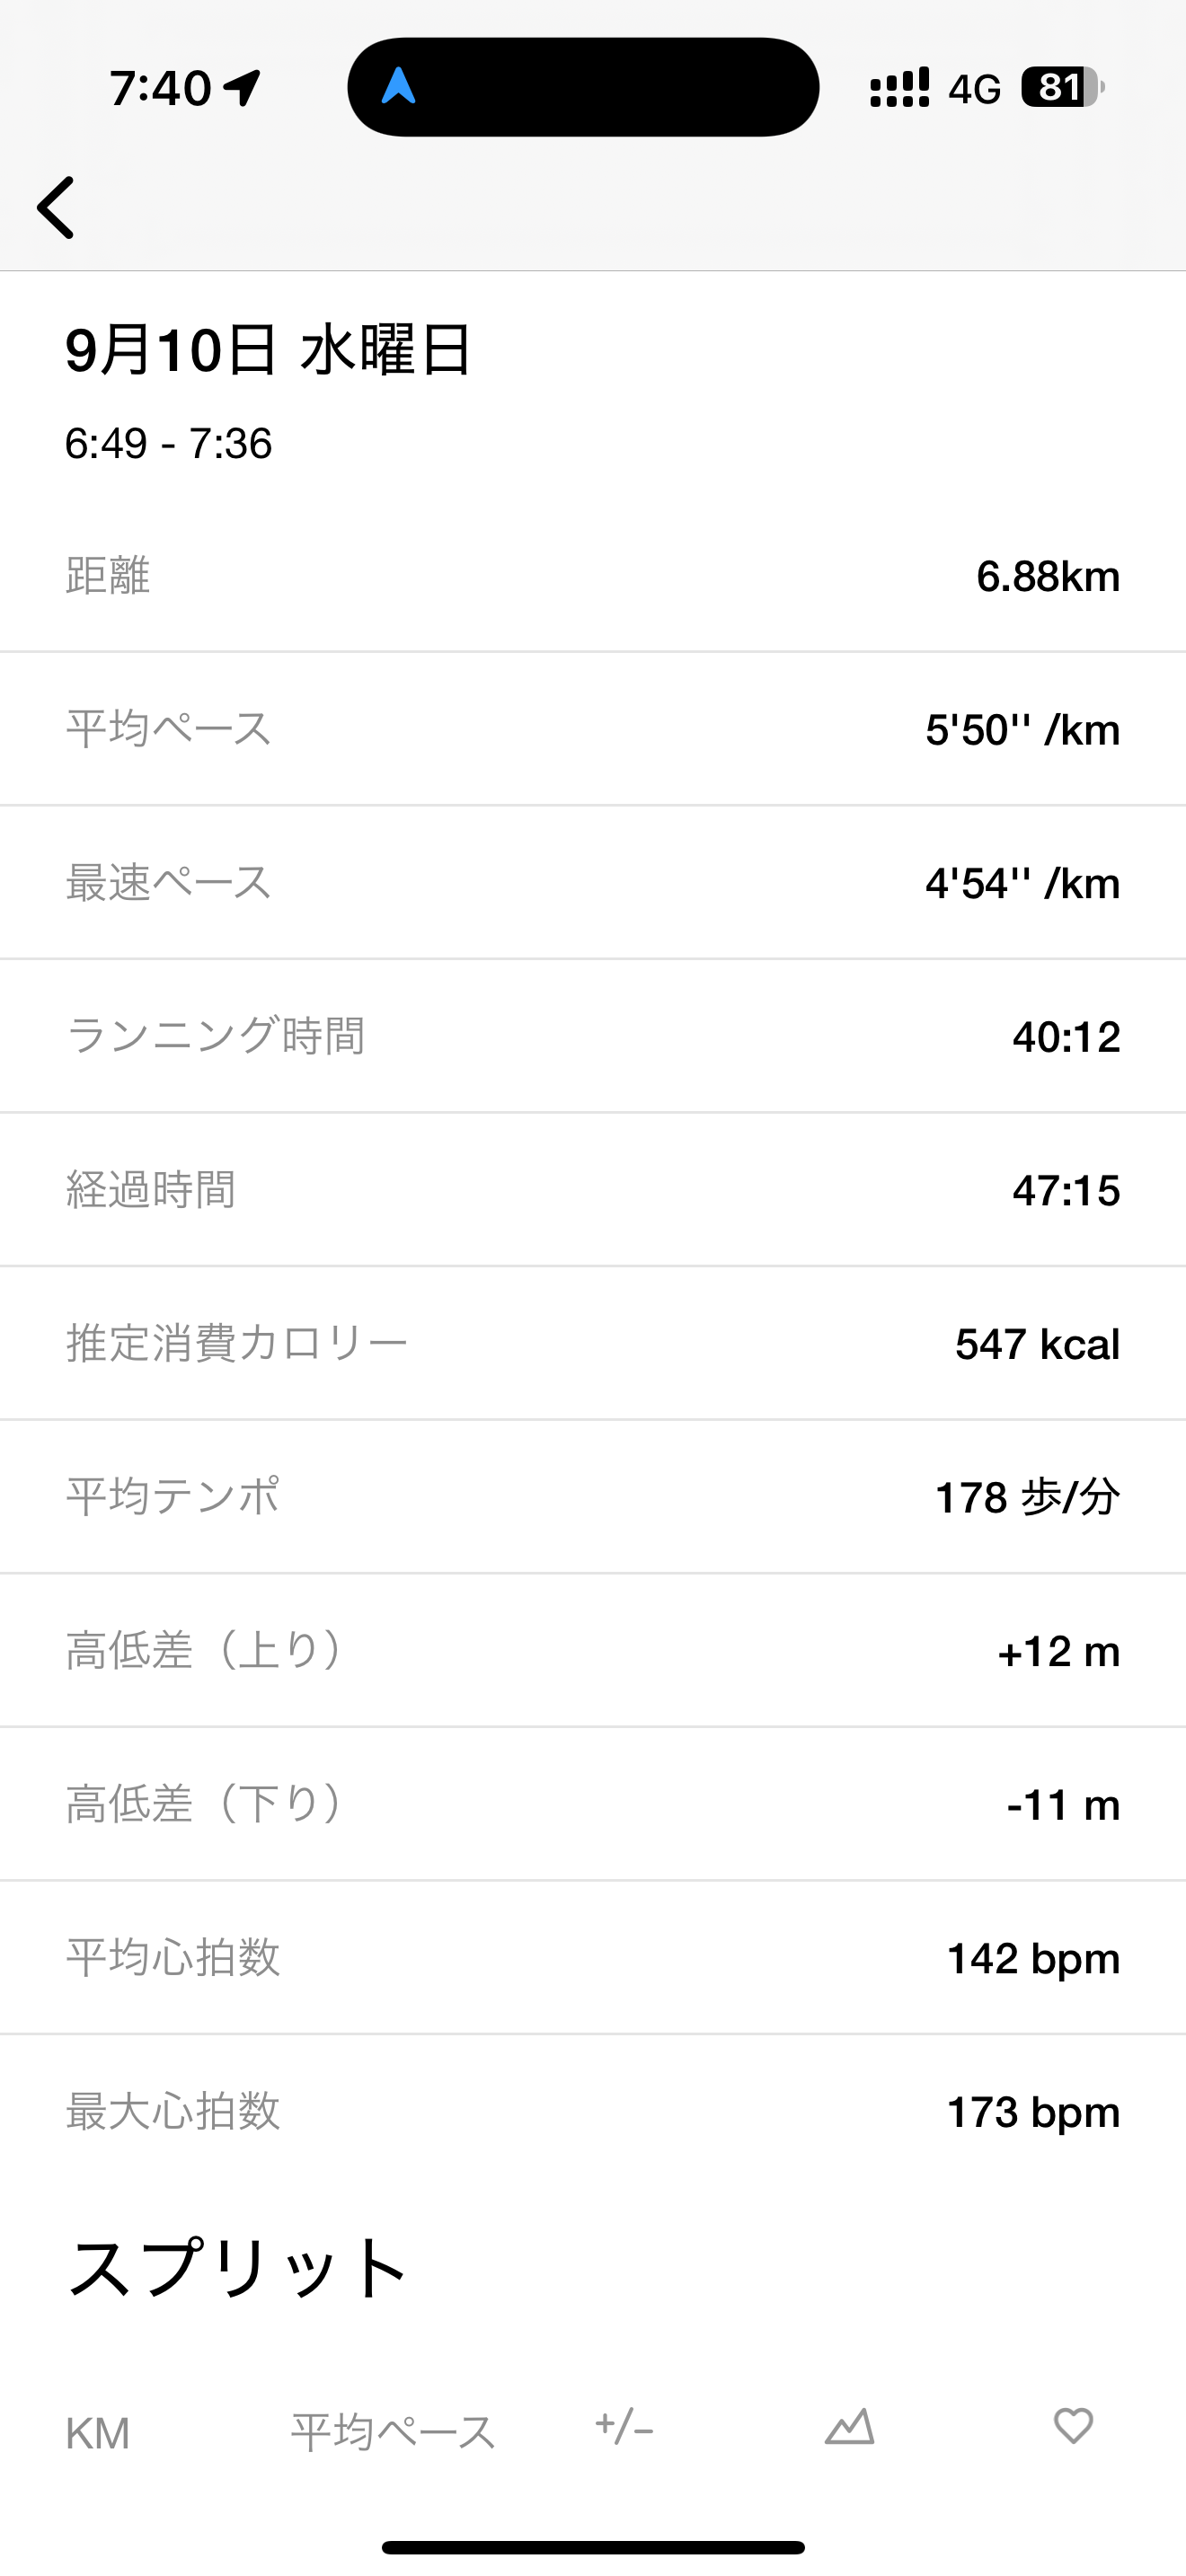 7:40 4G 81
9月10日 水曜日
6:49 - 7:36
距離 6.88km
平均ペース 5'50'' /km
最速ペース 4'54'' /km
ランニング時間 40:12
経過時間 47:15
推定消費カロリー 547 kcal
平均テンポ 178 歩/分
高低差（上り） +12 m
高低差（下り） -11 m
平均心拍数 142 bpm
最大心拍数 173 bpm
スプリット
KM 平均ペース +/-